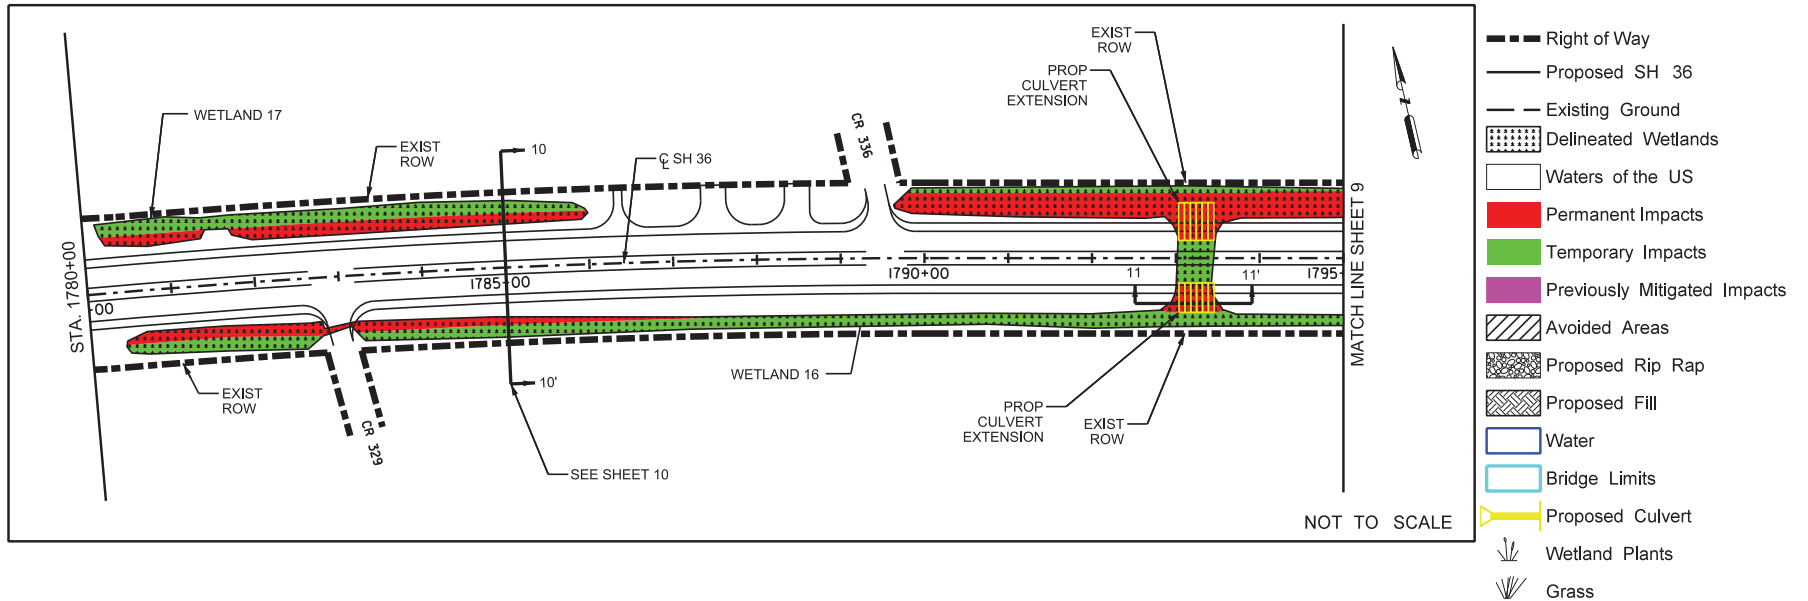 EXIST
ROW
PROP
CULVERT
EXTENSION
WETLAND 17
EXIST
ROW
10
℄ SH 36
CR 336
STA. 1780+00
-00
1785+00
1790+00
11
11'
1795+
MATCH LINE SHEET 9
WETLAND 16
10'
EXIST
ROW
CR 329
SEE SHEET 10
PROP
CULVERT
EXTENSION
EXIST
ROW
NOT TO SCALE
Right of Way
Proposed SH 36
Existing Ground
Delineated Wetlands
Waters of the US
Permanent Impacts
Temporary Impacts
Previously Mitigated Impacts
Avoided Areas
Proposed Rip Rap
Proposed Fill
Water
Bridge Limits
Proposed Culvert
Wetland Plants
Grass